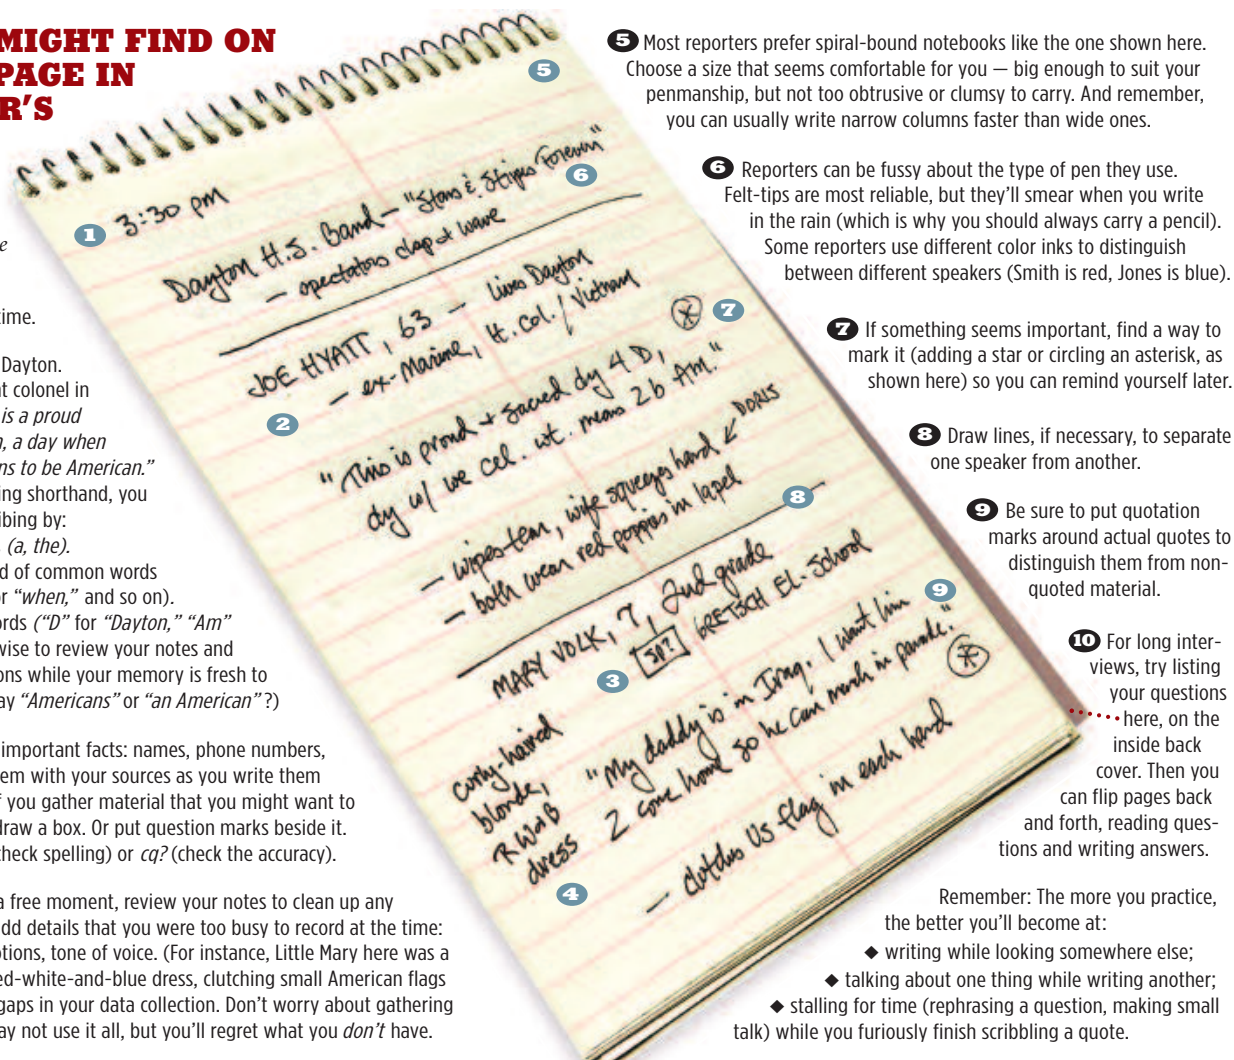 MIGHT FIND ON
PAGE IN
R'S
e
time.
Dayton.
t colonel in
is a proud
n, a day when
ns to be American."
ing shorthand, you
ibing by:
(a, the).
d of common words
or "when," and so on).
rds ("D" for "Dayton," "Am"
wise to review your notes and
ons while your memory is fresh to
ay "Americans" or "an American" ?)
important facts: names, phone numbers,
em with your sources as you write them
f you gather material that you might want to
draw a box. Or put question marks beside it.
check spelling) or cq? (check the accuracy).
a free moment, review your notes to clean up any
dd details that you were too busy to record at the time:
otions, tone of voice. (For instance, Little Mary here was a
ed-white-and-blue dress, clutching small American flags
gaps in your data collection. Don't worry about gathering
ay not use it all, but you'll regret what you don't have.
5
1 3:30 pm
Dayton H.S. Band – "Stars & Stripes Forever"
6
– spectators clap + wave
JOE HYATT, 63 – lives Dayton
– ex-Marine, lt. col. / Vietnam
7
2
"This is proud + sacred dy 4 D,
dy w/ we cel. wt. means 2 b Am."
– wipes tear, wife squeezes hard DORIS
– both wear red poppies in lapel
8
MARY VOLK, 7, 2nd grade
SP? GRETSCH EL. School
3
9
"My daddy is in Iraq. I want him
2 come home so he can march in parade."
curly-haired
blonde,
RW+B
dress
4
– clutches US flag in each hand
5 Most reporters prefer spiral-bound notebooks like the one shown here.
Choose a size that seems comfortable for you — big enough to suit your
penmanship, but not too obtrusive or clumsy to carry. And remember,
you can usually write narrow columns faster than wide ones.
6 Reporters can be fussy about the type of pen they use.
Felt-tips are most reliable, but they'll smear when you write
in the rain (which is why you should always carry a pencil).
Some reporters use different color inks to distinguish
between different speakers (Smith is red, Jones is blue).
7 If something seems important, find a way to
mark it (adding a star or circling an asterisk, as
shown here) so you can remind yourself later.
8 Draw lines, if necessary, to separate
one speaker from another.
9 Be sure to put quotation
marks around actual quotes to
distinguish them from non-
quoted material.
10 For long inter-
views, try listing
your questions
here, on the
inside back
cover. Then you
can flip pages back
and forth, reading ques-
tions and writing answers.
Remember: The more you practice,
the better you'll become at:
◆ writing while looking somewhere else;
◆ talking about one thing while writing another;
◆ stalling for time (rephrasing a question, making small
talk) while you furiously finish scribbling a quote.